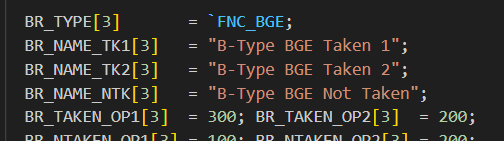 BR_TYPE[3] = `FNC_BGE;
BR_NAME_TK1[3] = "B-Type BGE Taken 1";
BR_NAME_TK2[3] = "B-Type BGE Taken 2";
BR_NAME_NTK[3] = "B-Type BGE Not Taken";
BR_TAKEN_OP1[3] = 300; BR_TAKEN_OP2[3] = 200;
BR_NTAKEN_OP1[3] = 100; BR_NTAKEN_OP2[3] = 200;